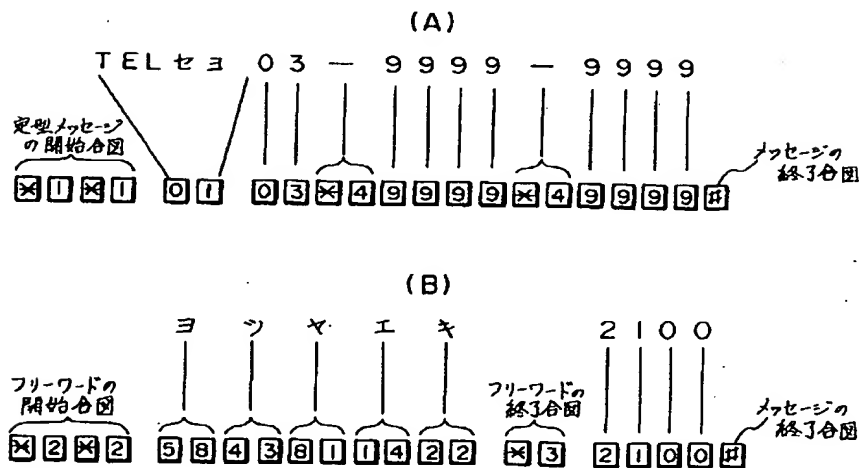 (A)
TELセヨ 03-9999-9999
定型メッセージ
の開始合図
メッセージの
終了合図
*1*1 01 03*49999*49999#
(B)
ヨツヤエキ 2100
フリーワードの
開始合図
フリーワードの
終了合図
メッセージの
終了合図
*2*2 5843811422 *3 2100#